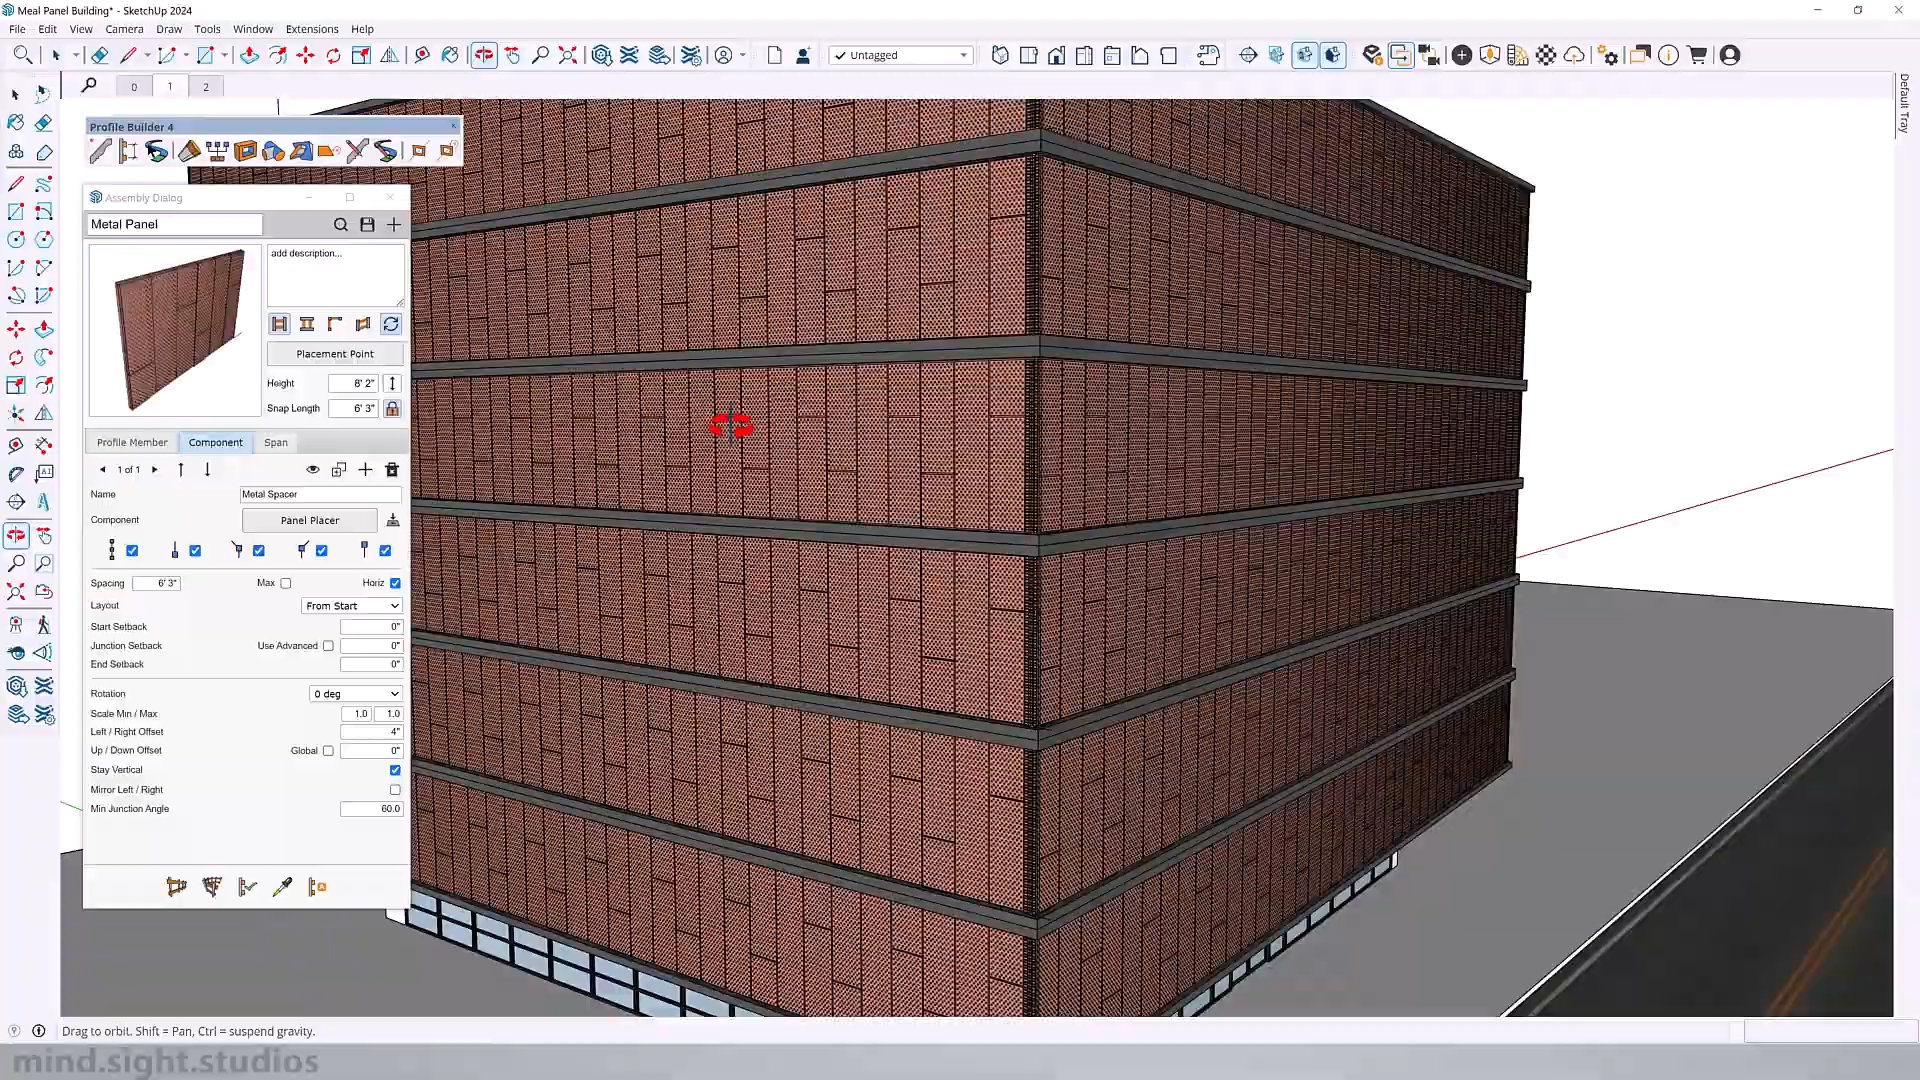 Meal Panel Building* - SketchUp 2024
File Edit View Camera Draw Tools Window Extensions Help
Untagged
0 1 2
Default Tray
Profile Builder 4
Assembly Dialog
Metal Panel
add description...
Placement Point
Height 8' 2"
Snap Length 6' 3"
Profile Member Component Span
1 of 1
Name Metal Spacer
Component Panel Placer
Spacing 6' 3" Max Horiz
Layout From Start
Start Setback 0"
Junction Setback Use Advanced 0"
End Setback 0"
Rotation 0 deg
Scale Min / Max 1.0 1.0
Left / Right Offset 4"
Up / Down Offset Global 0"
Stay Vertical
Mirror Left / Right
Min Junction Angle 60.0
Drag to orbit. Shift = Pan, Ctrl = suspend gravity.
mind.sight.studios